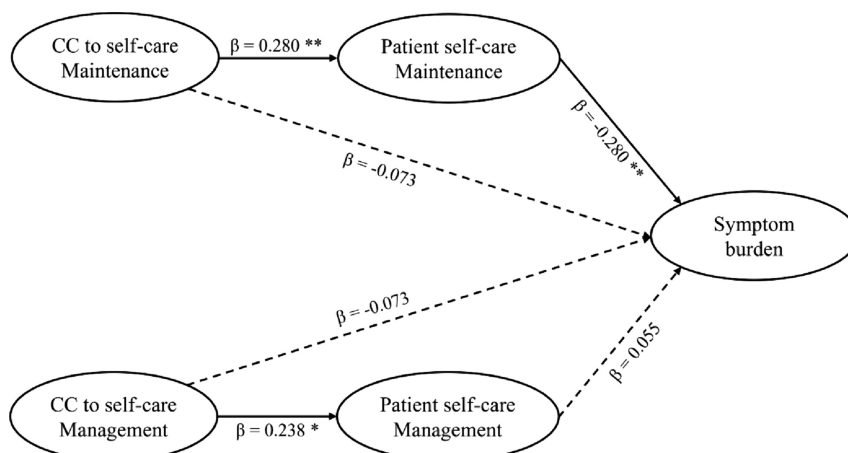 CC to self-care
Maintenance
β = 0.280 **
Patient self-care
Maintenance
β = -0.280 **
β = -0.073
Symptom
burden
β = -0.073
β = 0.055
CC to self-care
Management
β = 0.238 *
Patient self-care
Management